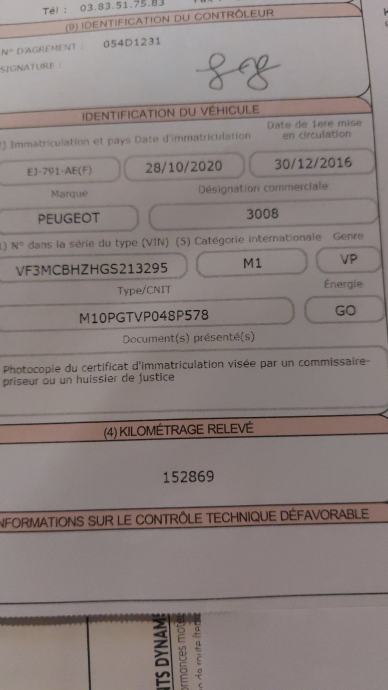 Tél : 03.83.51.75.83
(9) IDENTIFICATION DU CONTRÔLEUR
N° D'AGRÉMENT : 054D1231
SIGNATURE :
IDENTIFICATION DU VÉHICULE
) Immatriculation et pays Date d'immatriculation Date de 1ere mise en circulation
EJ-791-AE(F) 28/10/2020 30/12/2016
Marque Désignation commerciale
PEUGEOT 3008
) N° dans la série du type (VIN) (5) Catégorie internationale Genre
VF3MCBHZHGS213295 M1 VP
Type/CNIT Énergie
M10PGTVP048P578 GO
Document(s) présenté(s)
Photocopie du certificat d'immatriculation visée par un commissaire-
priseur ou un huissier de justice
(4) KILOMÉTRAGE RELEVÉ
152869
NFORMATIONS SUR LE CONTRÔLE TECHNIQUE DÉFAVORABLE
NTS DYNAM